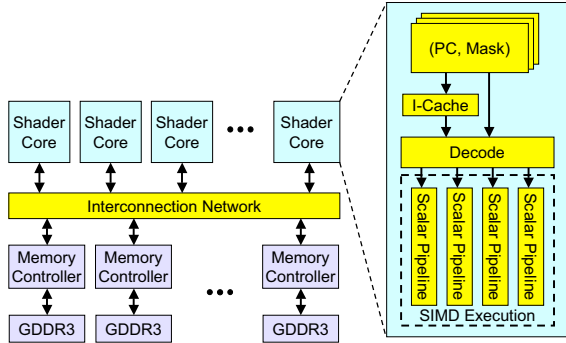 Shader
Core
Shader
Core
Shader
Core
•••
Shader
Core
Interconnection Network
Memory
Controller
Memory
Controller
•••
Memory
Controller
GDDR3
GDDR3
GDDR3
(PC, Mask)
I-Cache
Decode
Scalar Pipeline
Scalar Pipeline
Scalar Pipeline
Scalar Pipeline
SIMD Execution